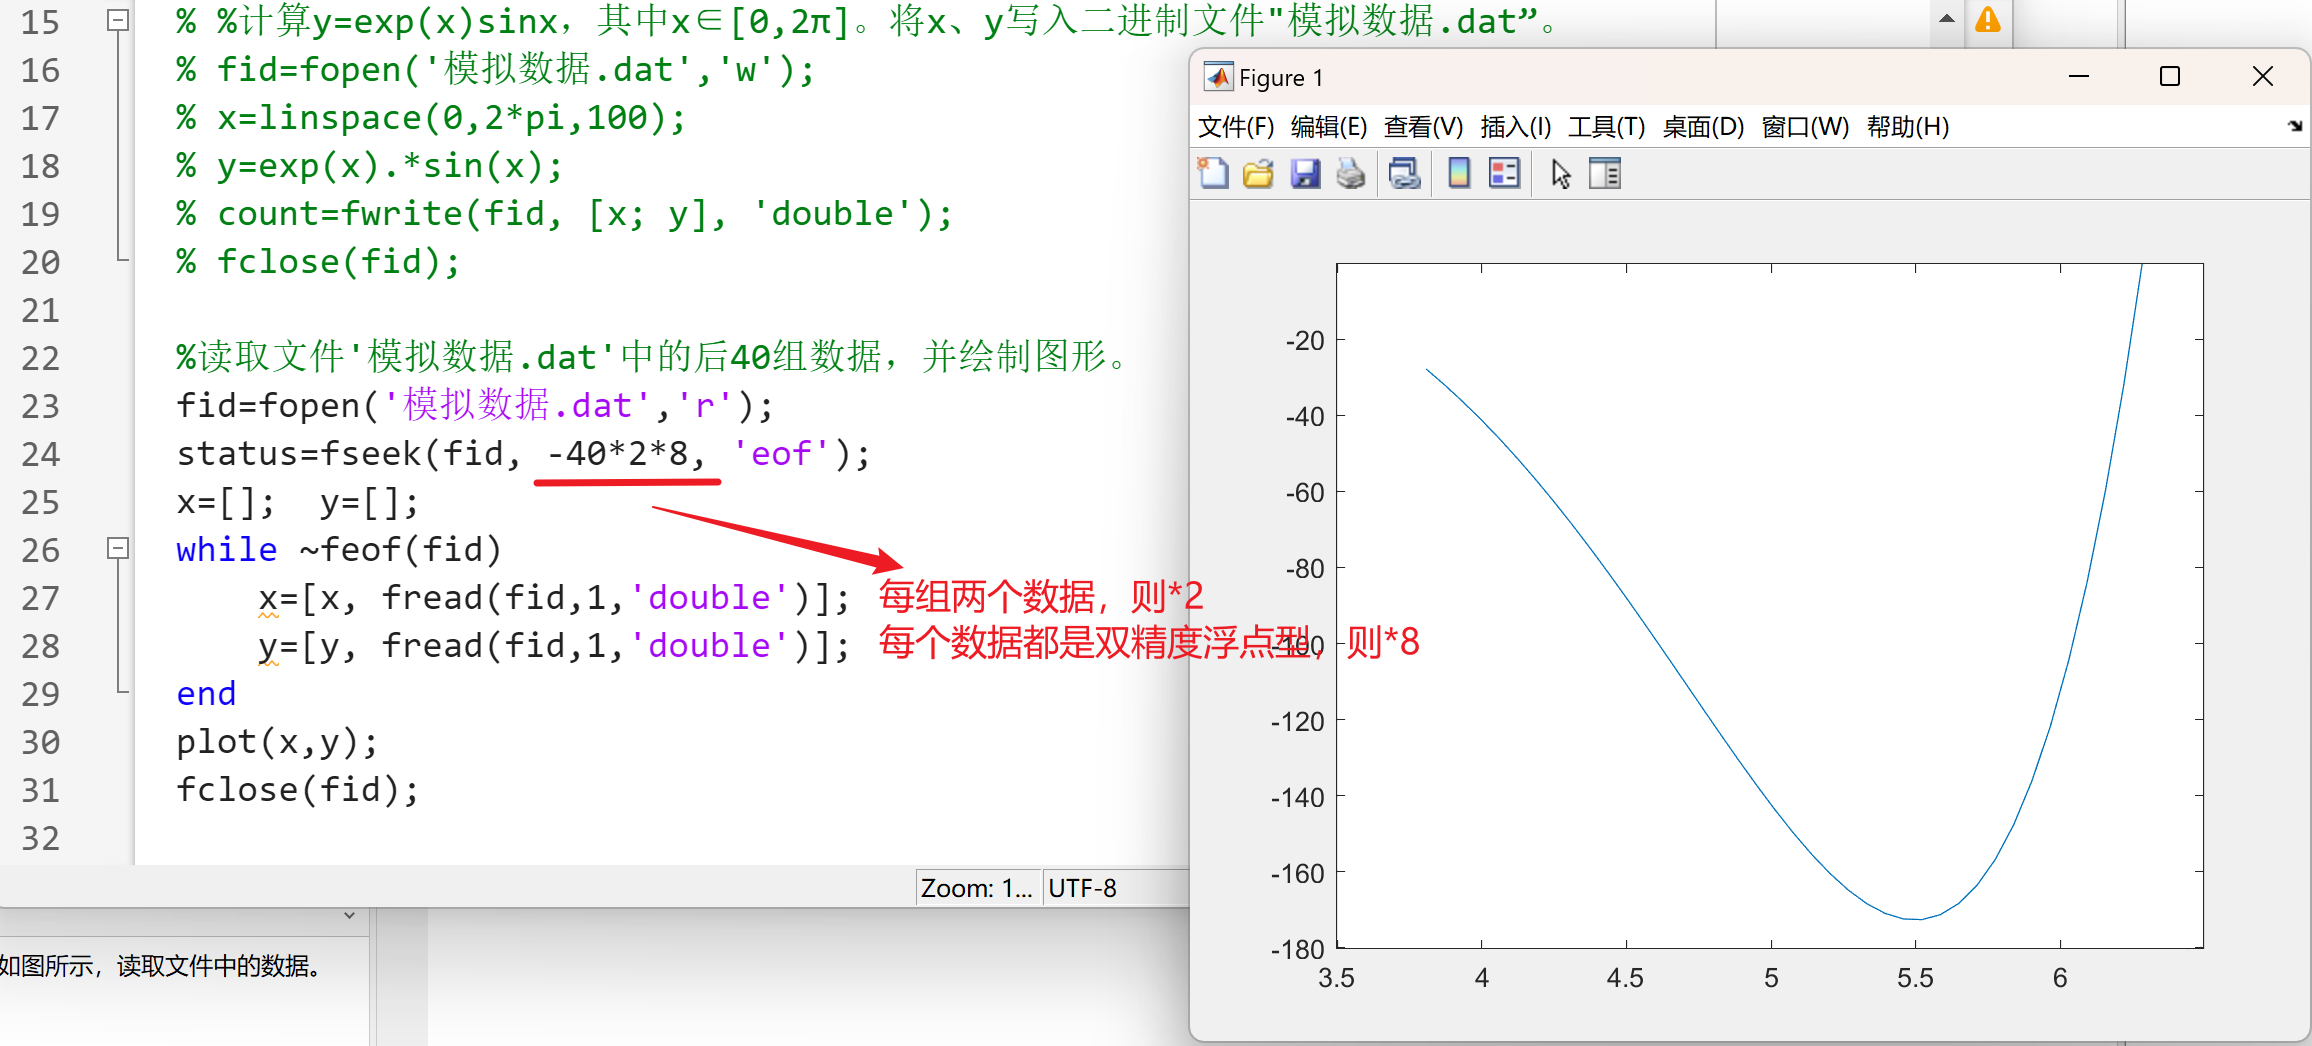 15 % %计算y=exp(x)sinx，其中x∈[0,2π]。将x、y写入二进制文件"模拟数据.dat”。
16 % fid=fopen('模拟数据.dat','w');
17 % x=linspace(0,2*pi,100);
18 % y=exp(x).*sin(x);
19 % count=fwrite(fid, [x; y], 'double');
20 % fclose(fid);
21
22 %读取文件'模拟数据.dat'中的后40组数据，并绘制图形。
23 fid=fopen('模拟数据.dat','r');
24 status=fseek(fid, -40*2*8, 'eof');
25 x=[];  y=[];
26 while ~feof(fid)
27 x=[x, fread(fid,1,'double')];
28 y=[y, fread(fid,1,'double')];
29 end
30 plot(x,y);
31 fclose(fid);
32
每组两个数据，则*2
每个数据都是双精度浮点型，则*8
Zoom: 1... UTF-8
如图所示，读取文件中的数据。
Figure 1
文件(F) 编辑(E) 查看(V) 插入(I) 工具(T) 桌面(D) 窗口(W) 帮助(H)
-20
-40
-60
-80
-100
-120
-140
-160
-180
3.5 4 4.5 5 5.5 6